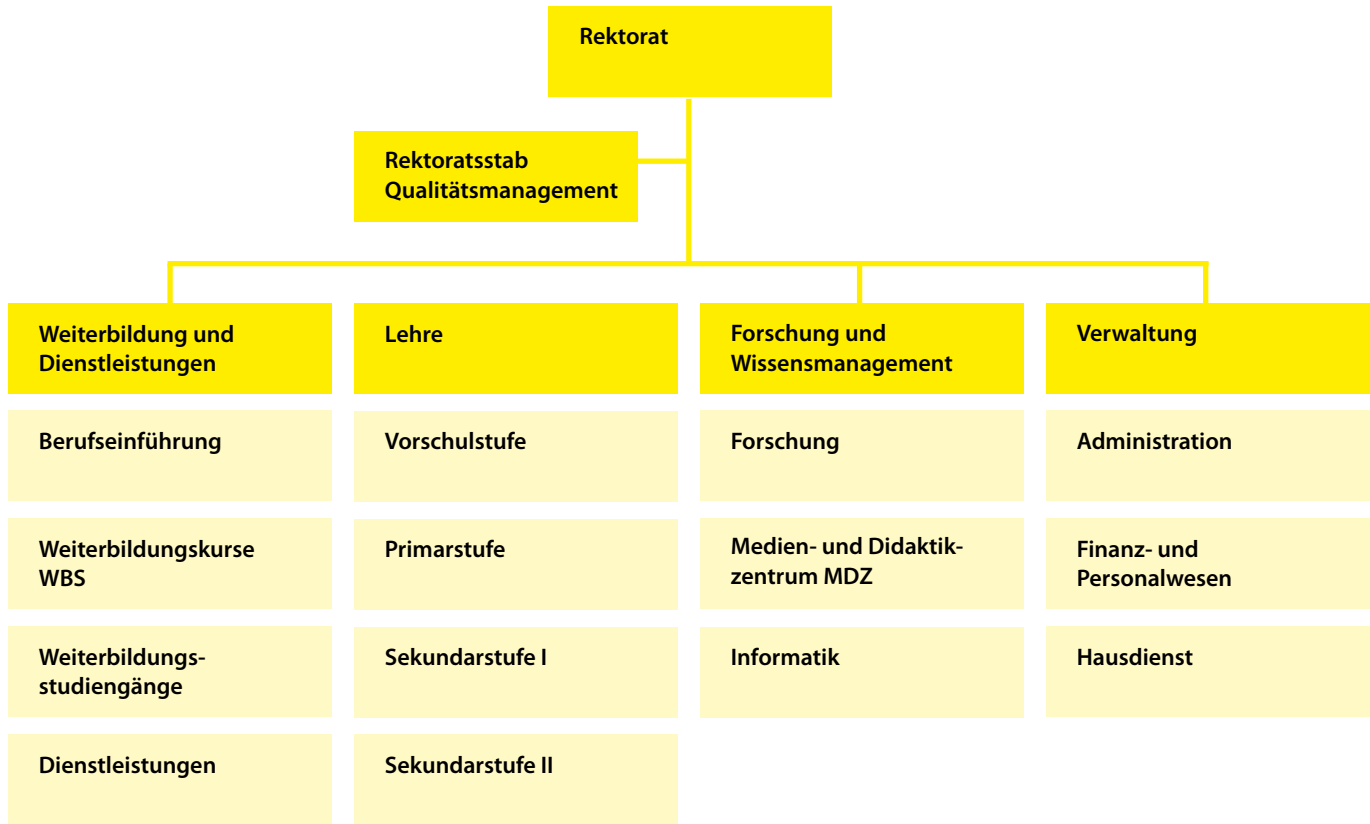 Rektorat
Rektoratsstab
Qualitätsmanagement
Weiterbildung und
Dienstleistungen
Lehre
Forschung und
Wissensmanagement
Verwaltung
Berufseinführung
Vorschulstufe
Forschung
Administration
Weiterbildungskurse
WBS
Primarstufe
Medien- und Didaktik-
zentrum MDZ
Finanz- und
Personalwesen
Weiterbildungs-
studiengänge
Sekundarstufe I
Informatik
Hausdienst
Dienstleistungen
Sekundarstufe II